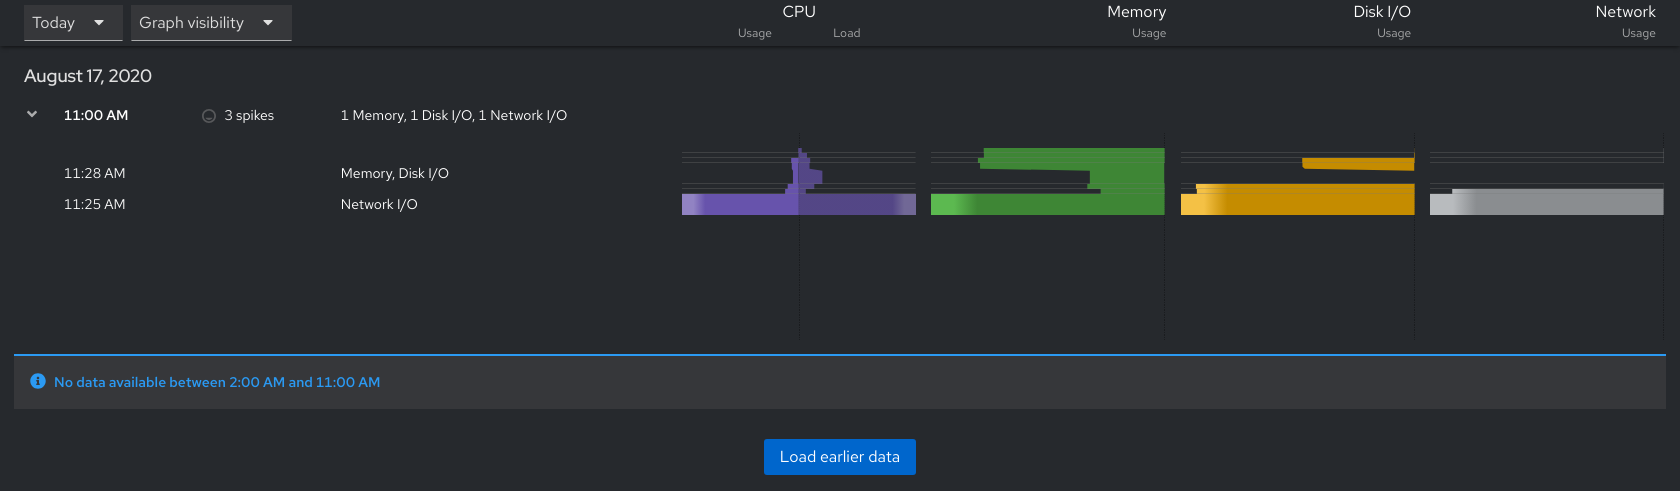 Today
Graph visibility
CPU
Memory
Disk I/O
Network
Usage
Load
Usage
Usage
Usage
August 17, 2020
11:00 AM
3 spikes
1 Memory, 1 Disk I/O, 1 Network I/O
11:28 AM
Memory, Disk I/O
11:25 AM
Network I/O
No data available between 2:00 AM and 11:00 AM
Load earlier data